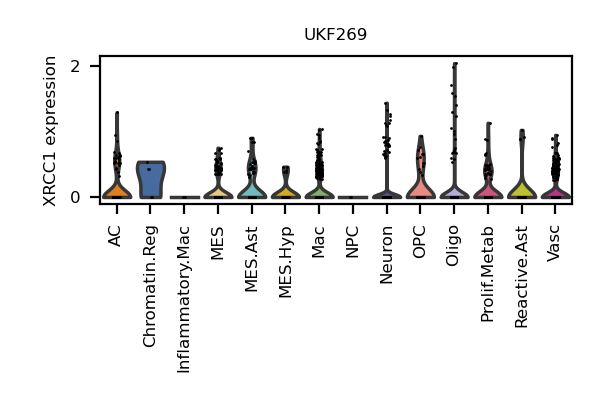 UKF269
XRCC1 expression
2
0
AC
Chromatin.Reg
Inflammatory.Mac
MES
MES.Ast
MES.Hyp
Mac
NPC
Neuron
OPC
Oligo
Prolif.Metab
Reactive.Ast
Vasc